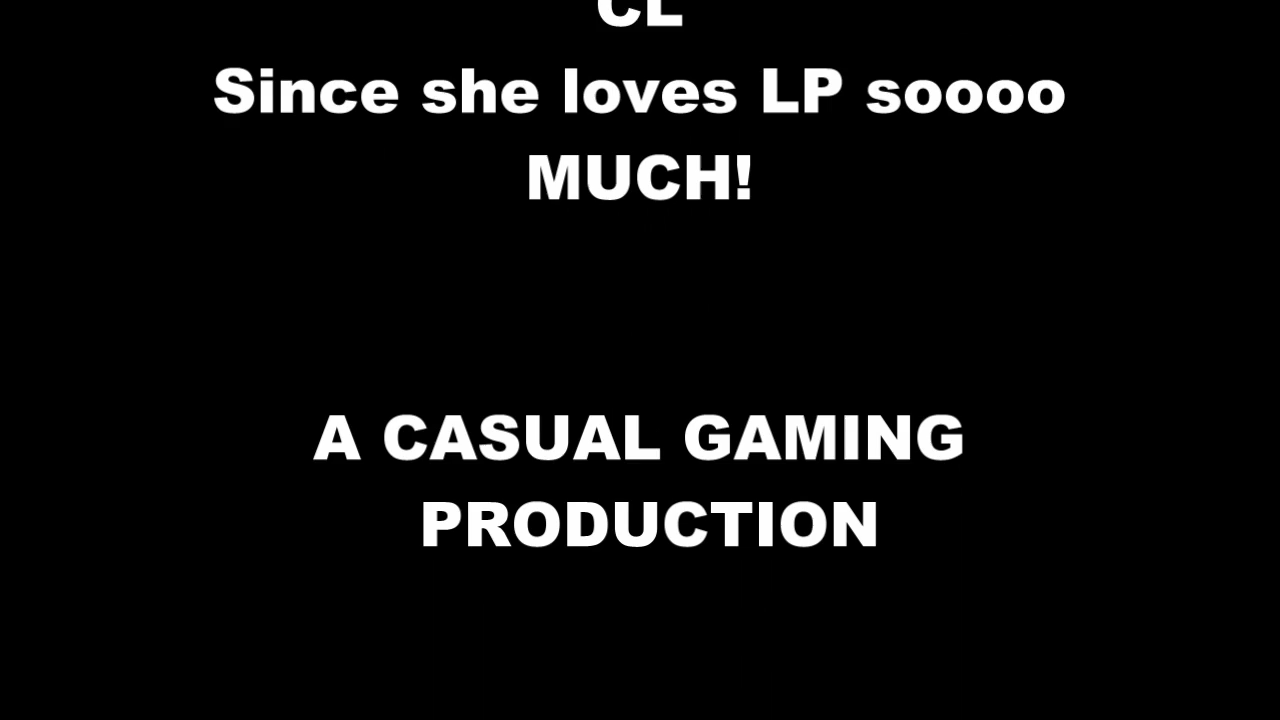 CL
Since she loves LP soooo
MUCH!
A CASUAL GAMING
PRODUCTION